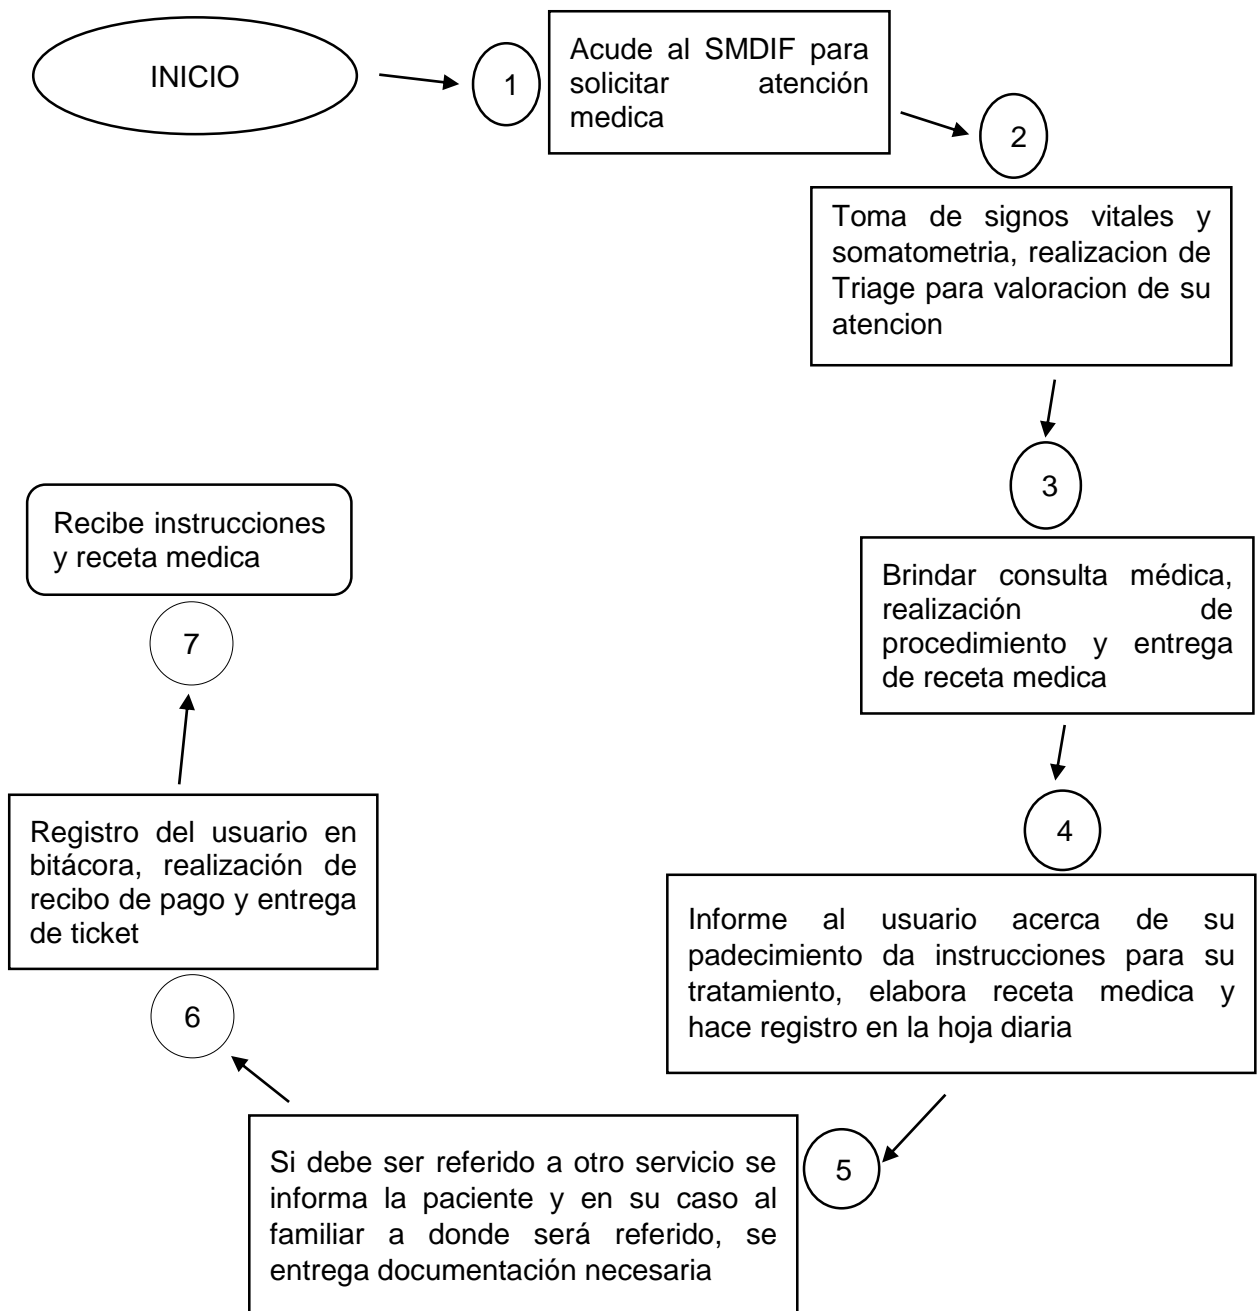 INICIO
1
Acude al SMDIF para
solicitar atención
medica
2
Toma de signos vitales y
somatometria, realizacion de
Triage para valoracion de su
atencion
3
Brindar consulta médica,
realización de
procedimiento y entrega
de receta medica
4
Informe al usuario acerca de su
padecimiento da instrucciones para su
tratamiento, elabora receta medica y
hace registro en la hoja diaria
5
Si debe ser referido a otro servicio se
informa la paciente y en su caso al
familiar a donde será referido, se
entrega documentación necesaria
6
Registro del usuario en
bitácora, realización de
recibo de pago y entrega
de ticket
7
Recibe instrucciones
y receta medica